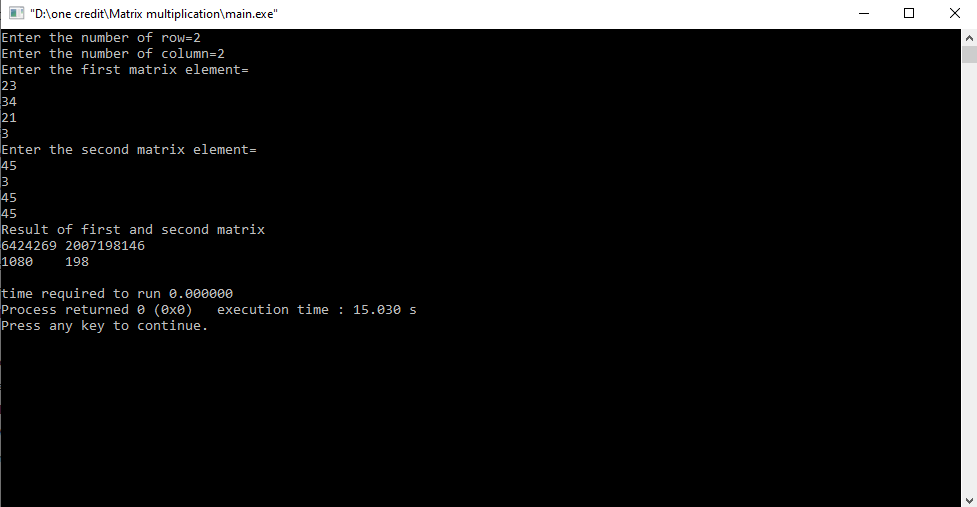 "D:\one credit\Matrix multiplication\main.exe"
Enter the number of row=2
Enter the number of column=2
Enter the first matrix element=
23
34
21
3
Enter the second matrix element=
45
3
45
45
Result of first and second matrix
6424269 2007198146
1080    198

time required to run 0.000000
Process returned 0 (0x0)   execution time : 15.030 s
Press any key to continue.